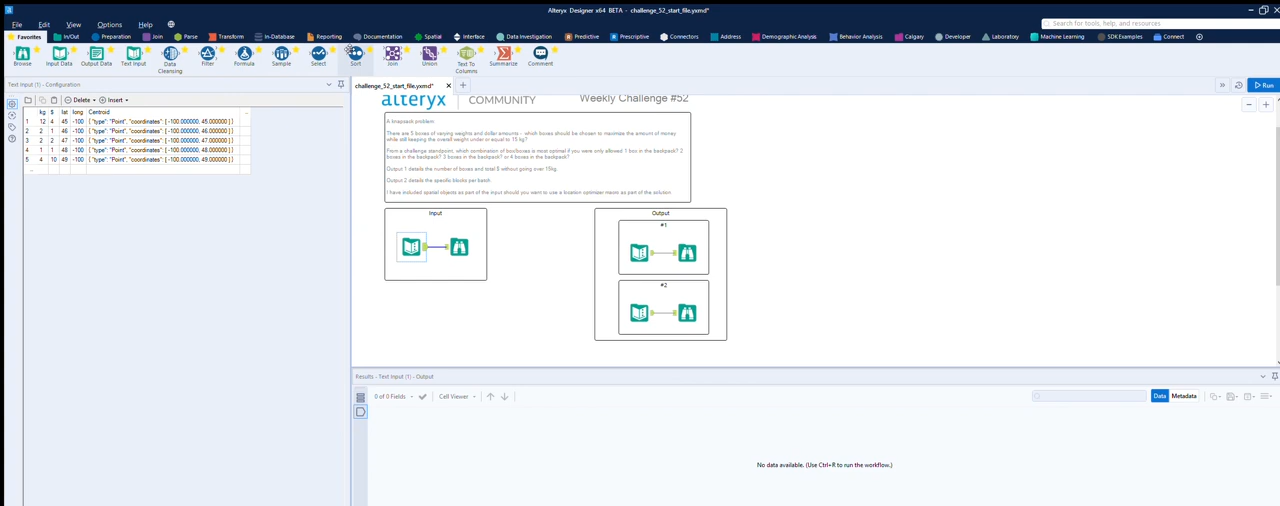 Alteryx Designer x64 BETA - challenge_52_start_file.yxmd*
File Edit View Options Help
Search for tools, help, and resources
Favorites In/Out Preparation Join Parse Transform In-Database Reporting Documentation Spatial Interface Data Investigation Predictive Prescriptive Connectors Address Demographic Analysis Behavior Analysis Calgary Developer Laboratory Machine Learning SDK Examples Connect
Browse Input Data Output Data Text Input Data Cleansing Filter Formula Sample Select Sort Join Union Text To Columns Summarize Comment
Text Input (1) - Configuration
challenge_52_start_file.yxmd*
Run
Delete Insert
kg $ lat long Centroid
1 12 4 45 -100 { "type": "Point", "coordinates": [ -100.000000, 45.000000 ] }
2 2 1 46 -100 { "type": "Point", "coordinates": [ -100.000000, 46.000000 ] }
3 2 2 47 -100 { "type": "Point", "coordinates": [ -100.000000, 47.000000 ] }
4 1 1 48 -100 { "type": "Point", "coordinates": [ -100.000000, 48.000000 ] }
5 4 10 49 -100 { "type": "Point", "coordinates": [ -100.000000, 49.000000 ] }
alteryx COMMUNITY Weekly Challenge #52
A knapsack problem:
There are 5 boxes of varying weights and dollar amounts - which boxes should be chosen to maximize the amount of money
while still keeping the overall weight under or equal to 15 kg?
From a challenge standpoint, which combination of box/boxes is most optimal if you were only allowed 1 box in the backpack? 2
boxes in the backpack? 3 boxes in the backpack? or 4 boxes in the backpack?
Output 1 details the number of boxes and total $ without going over 15kg.
Output 2 details the specific blocks per batch.
I have included spatial objects as part of the input should you want to use a location optimizer means as part of the solution
Input
Output
#1
#2
Results - Text Input (1) - Output
0 of 0 Fields Cell Viewer
Data Metadata
No data available. (Use Ctrl+R to run the workflow.)